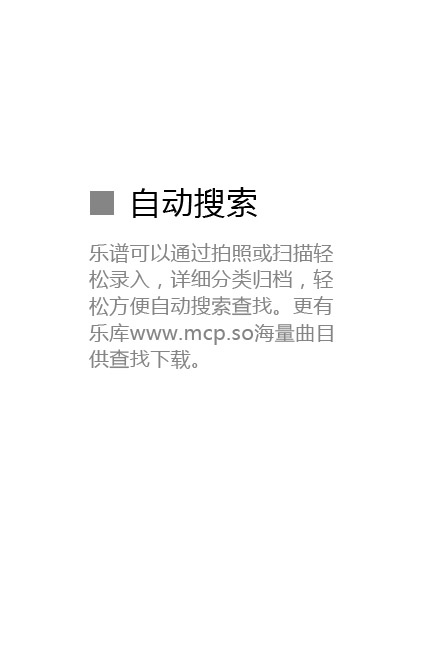 自动搜索
乐谱可以通过拍照或扫描轻
松录入，详细分类归档，轻
松方便自动搜索查找。更有
乐库www.mcp.so海量曲目
供查找下载。